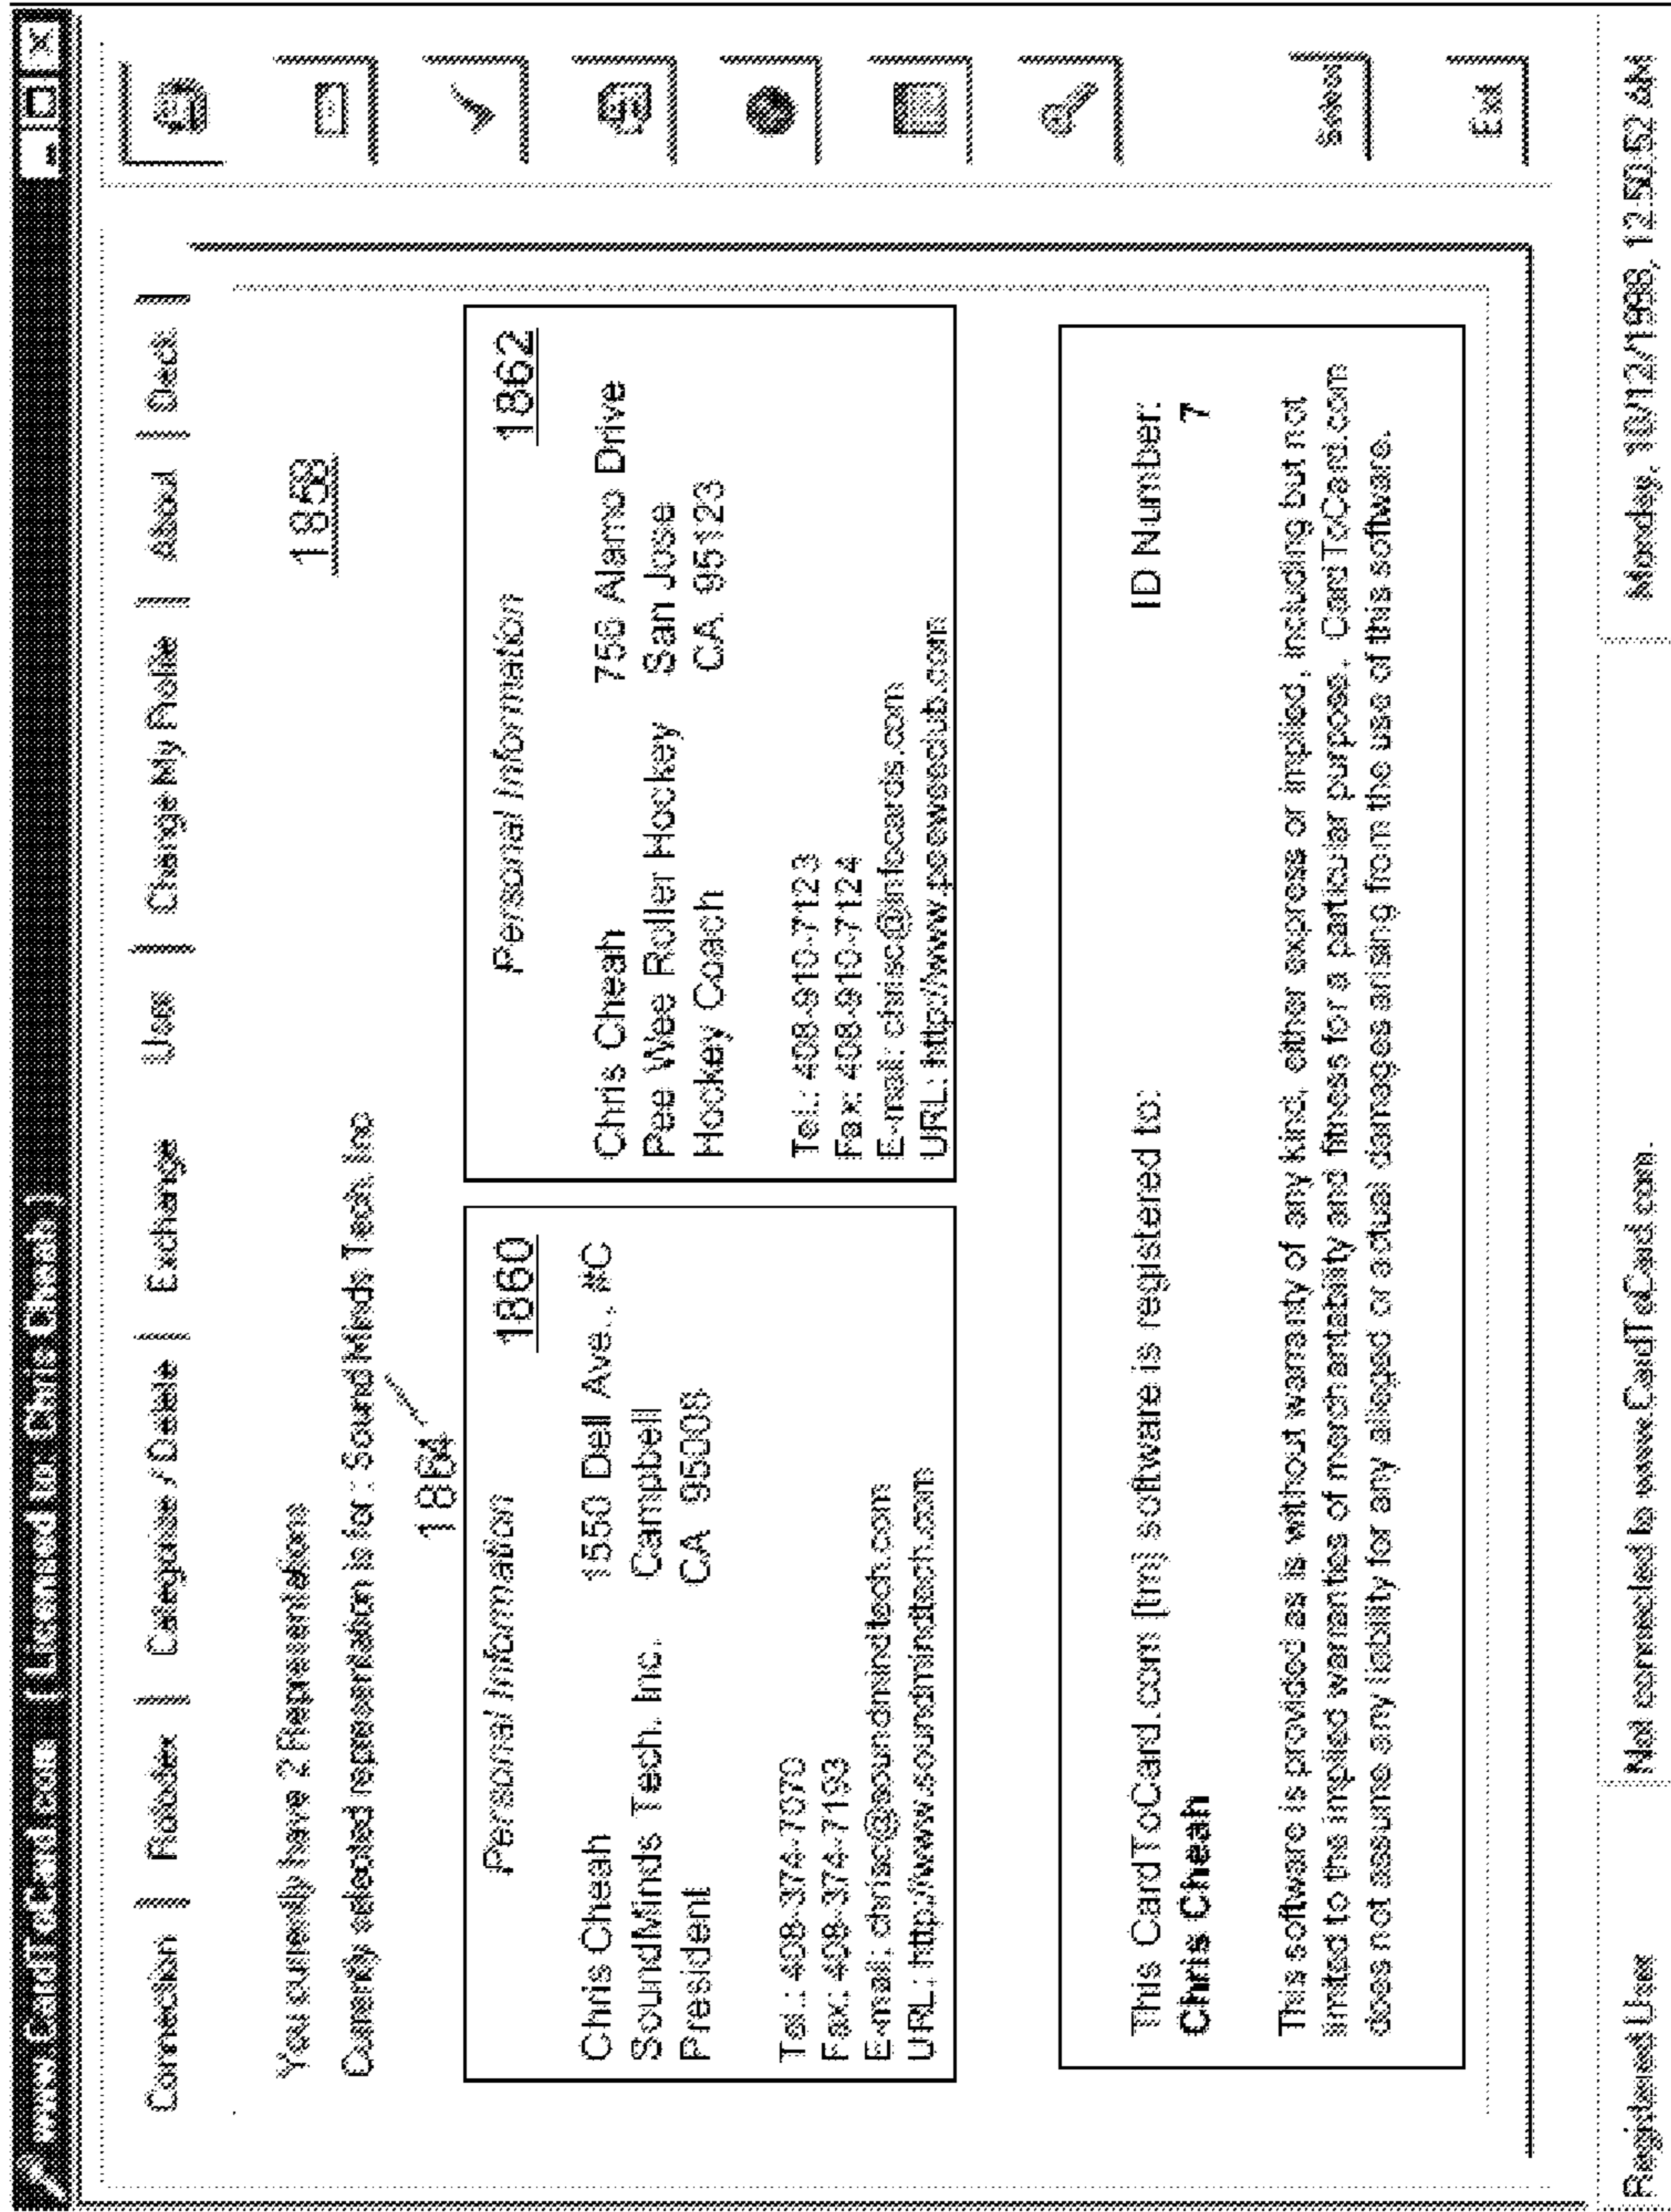 www.CardToCard.com [ Licensed to Chris Cheah ]
Connection | Rolodex | Categories / Delete | Exchange User | Change My Profile | About | Deck |
You currently have 2 Representations
1858
Currently selected representation is for : SoundMinds Tech. Inc
1864
Personal Information 1860
Chris Cheah 1550 Dell Ave., #C
SoundMinds Tech. Inc. Campbell
President CA 95008
Tel.: 408-374-7070
Fax: 408-374-7193
E-mail: chrisc@soundmindtech.com
URL: http://www.soundmindtech.com
Personal Information 1862
Chris Cheah 758 Alamo Drive
Pee Wee Roller Hockey San Jose
Hockey Coach CA 95123
Tel.: 408-910-7123
Fax: 408-910-7124
E-mail: chrisc@infocards.com
URL: http://www.peeweeclub.com
This CardToCard.com [tm] software is registered to: ID Number:
Chris Cheah 7
This software is provided as is without warranty of any kind, either express or implied, including but not
limited to the implied warranties of merchantability and fitness for a particular purpose. CardToCard.com
does not assume any liability for any alleged or actual damages arising from the use of this software.
Exit
Registered User
Not connected to www.CardToCard.com.
Monday, 10/12/1998, 12:50:52 AM